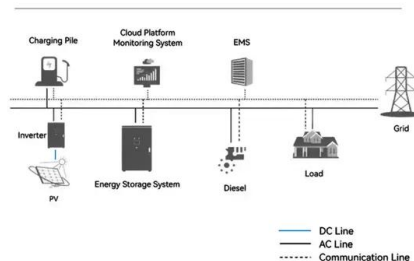 Charging Pile
Cloud Platform
Monitoring System
EMS
Grid
Inverter
PV
Energy Storage System
Diesel
Load
DC Line
AC Line
Communication Line